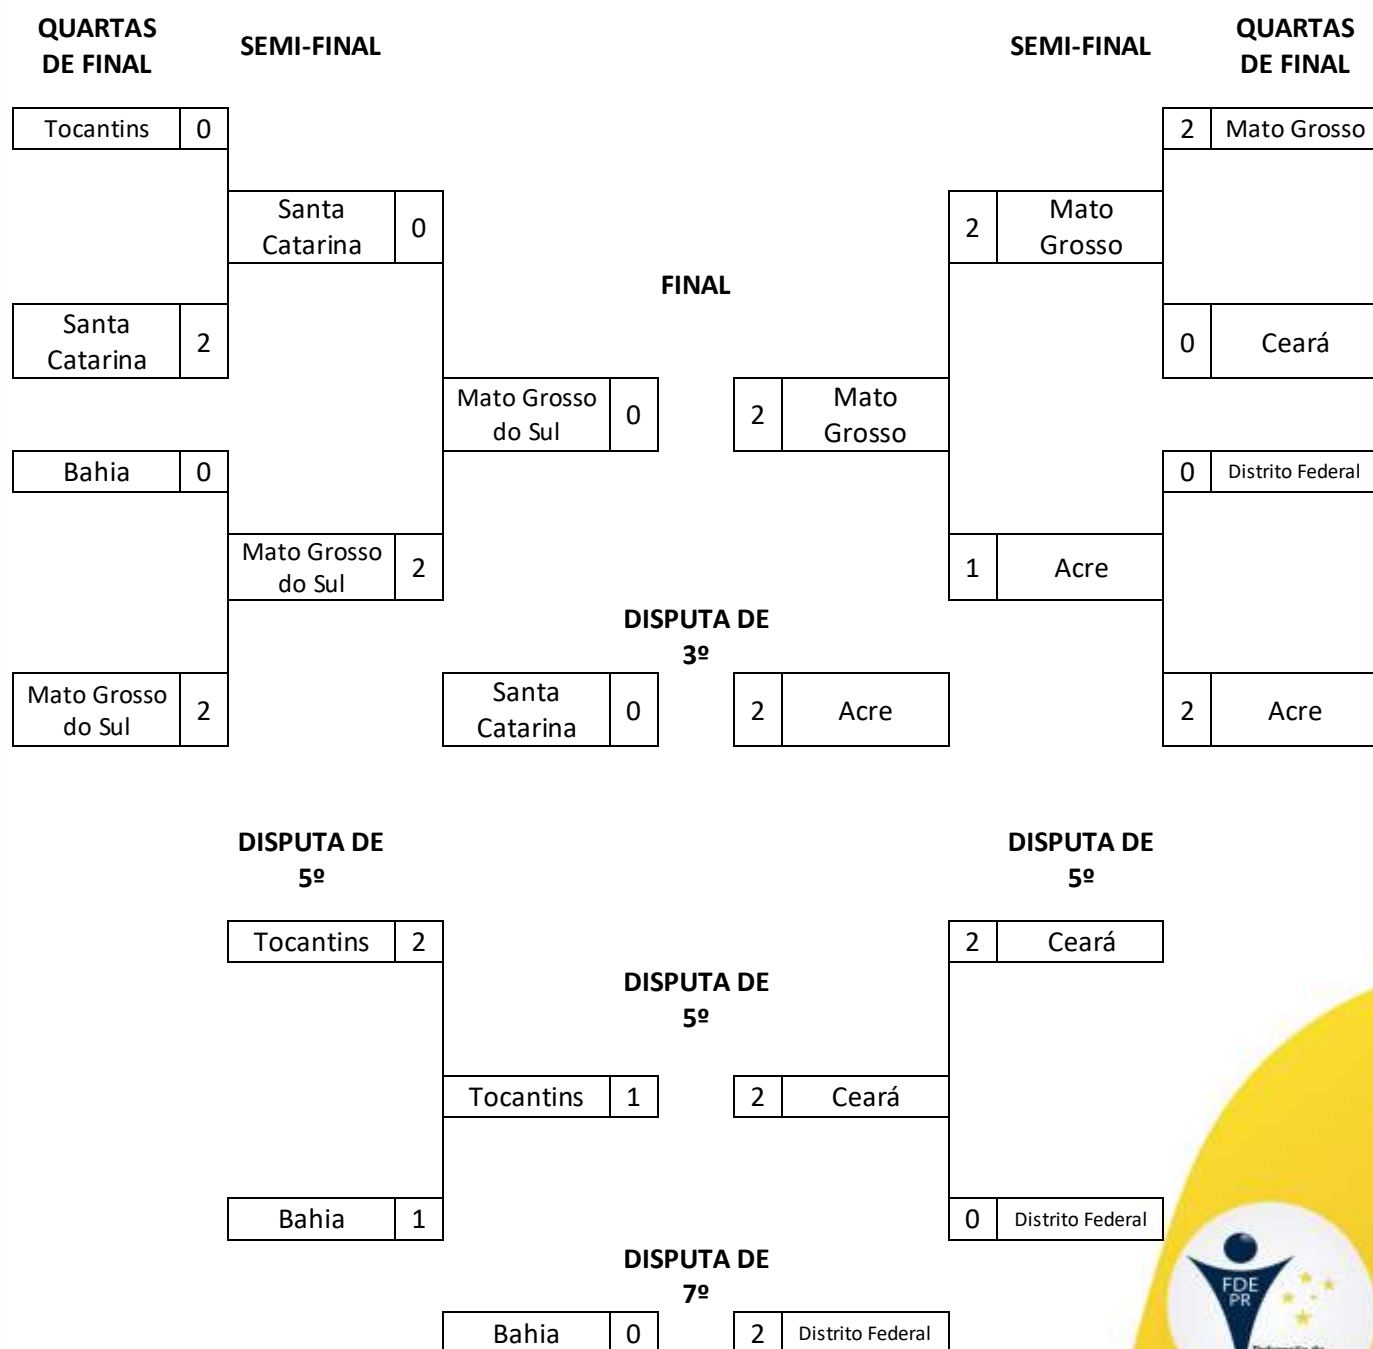 QUARTAS
DE FINAL
SEMI-FINAL
SEMI-FINAL
QUARTAS
DE FINAL
Tocantins 0
2 Mato Grosso
Santa
Catarina 0
2 Mato
Grosso
FINAL
Santa
Catarina 2
0 Ceará
Mato Grosso
do Sul 0
2 Mato
Grosso
Bahia 0
0 Distrito Federal
Mato Grosso
do Sul 2
1 Acre
DISPUTA DE
3º
Mato Grosso
do Sul 2
Santa
Catarina 0
2 Acre
2 Acre
DISPUTA DE
5º
DISPUTA DE
5º
Tocantins 2
2 Ceará
DISPUTA DE
5º
Tocantins 1
2 Ceará
Bahia 1
0 Distrito Federal
DISPUTA DE
7º
Bahia 0
2 Distrito Federal
FDE
PR